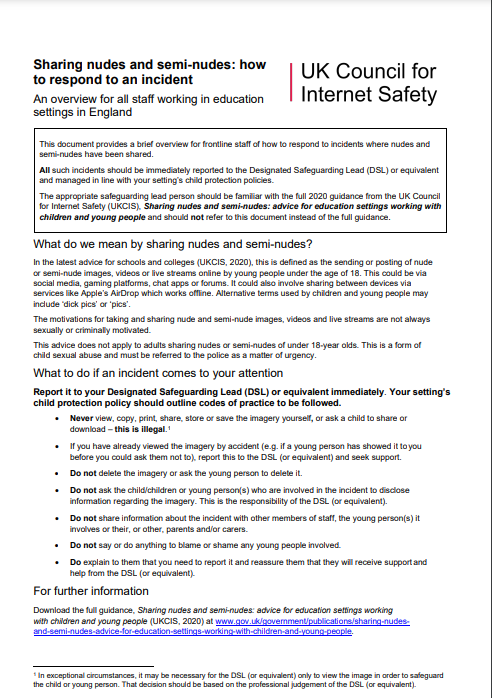 Sharing nudes and semi-nudes: how
to respond to an incident
An overview for all staff working in education
settings in England
UK Council for
Internet Safety
This document provides a brief overview for frontline staff of how to respond to incidents where nudes and
semi-nudes have been shared.
All such incidents should be immediately reported to the Designated Safeguarding Lead (DSL) or equivalent
and managed in line with your setting's child protection policies.
The appropriate safeguarding lead person should be familiar with the full 2020 guidance from the UK Council
for Internet Safety (UKCIS), Sharing nudes and semi-nudes: advice for education settings working with
children and young people and should not refer to this document instead of the full guidance.
What do we mean by sharing nudes and semi-nudes?
In the latest advice for schools and colleges (UKCIS, 2020), this is defined as the sending or posting of nude
or semi-nude images, videos or live streams online by young people under the age of 18. This could be via
social media, gaming platforms, chat apps or forums. It could also involve sharing between devices via
services like Apple's AirDrop which works offline. Alternative terms used by children and young people may
include 'dick pics' or 'pics'.
The motivations for taking and sharing nude and semi-nude images, videos and live streams are not always
sexually or criminally motivated.
This advice does not apply to adults sharing nudes or semi-nudes of under 18-year olds. This is a form of
child sexual abuse and must be referred to the police as a matter of urgency.
What to do if an incident comes to your attention
Report it to your Designated Safeguarding Lead (DSL) or equivalent immediately. Your setting's
child protection policy should outline codes of practice to be followed.
• Never view, copy, print, share, store or save the imagery yourself, or ask a child to share or
download – this is illegal.¹
• If you have already viewed the imagery by accident (e.g. if a young person has showed it to you
before you could ask them not to), report this to the DSL (or equivalent) and seek support.
• Do not delete the imagery or ask the young person to delete it.
• Do not ask the child/children or young person(s) who are involved in the incident to disclose
information regarding the imagery. This is the responsibility of the DSL (or equivalent).
• Do not share information about the incident with other members of staff, the young person(s) it
involves or their, or other, parents and/or carers.
• Do not say or do anything to blame or shame any young people involved.
• Do explain to them that you need to report it and reassure them that they will receive support and
help from the DSL (or equivalent).
For further information
Download the full guidance, Sharing nudes and semi-nudes: advice for education settings working
with children and young people (UKCIS, 2020) at www.gov.uk/government/publications/sharing-nudes-
and-semi-nudes-advice-for-education-settings-working-with-children-and-young-people.
¹ In exceptional circumstances, it may be necessary for the DSL (or equivalent) only to view the image in order to safeguard
the child or young person. That decision should be based on the professional judgement of the DSL (or equivalent).